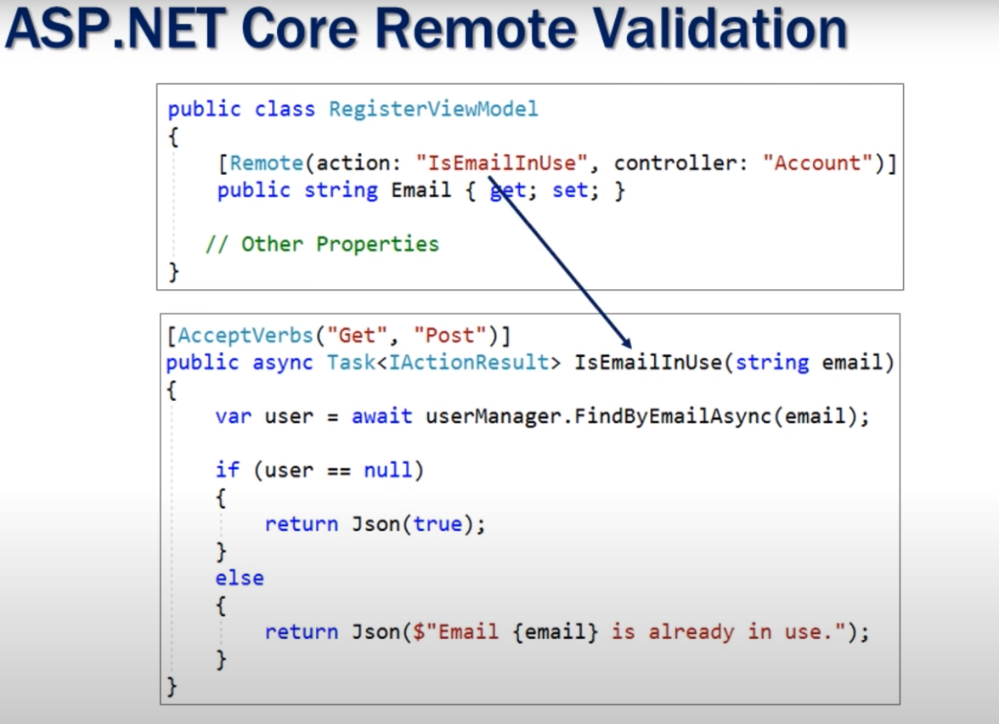 ASP.NET Core Remote Validation
public class RegisterViewModel
{
[Remote(action: "IsEmailInUse", controller: "Account")]
public string Email { get; set; }
// Other Properties
}
[AcceptVerbs("Get", "Post")]
public async Task<IActionResult> IsEmailInUse(string email)
{
var user = await userManager.FindByEmailAsync(email);
if (user == null)
{
return Json(true);
}
else
{
return Json($"Email {email} is already in use.");
}
}